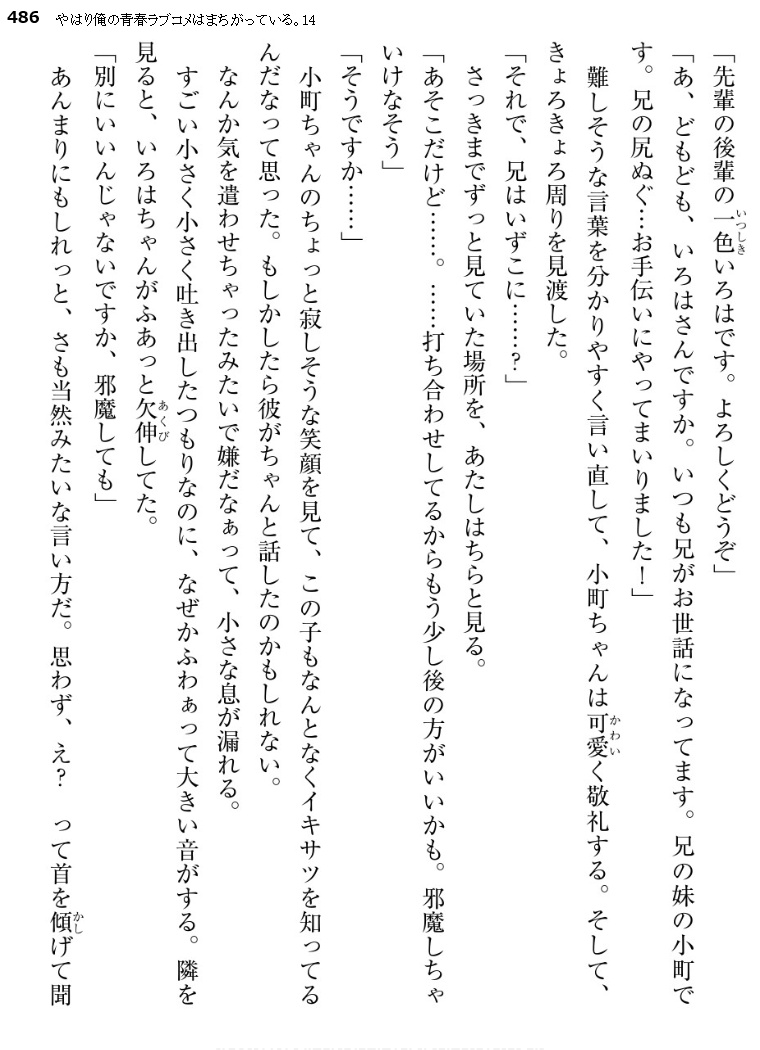 486 やはり俺の青春ラブコメはまちがっている。14
「先輩の後輩の一色いろはです。よろしくどうぞ」
「あ、どもども、いろはさんですか。いつも兄がお世話になってます。兄の妹の小町で
す。兄の尻ぬぐ…お手伝いにやってまいりました！」
難しそうな言葉を分かりやすく言い直して、小町ちゃんは可愛く敬礼する。そして、
きょろきょろ周りを見渡した。
「それで、兄はいずこに……？」
さっきまでずっと見ていた場所を、あたしはちらと見る。
「あそこだけど……。……打ち合わせしてるからもう少し後の方がいいかも。邪魔しちゃ
いけなそう」
「そうですか……」
小町ちゃんのちょっと寂しそうな笑顔を見て、この子もなんとなくイキサツを知ってる
んだなって思った。もしかしたら彼がちゃんと話したのかもしれない。
なんか気を遣わせちゃったみたいで嫌だなぁって、小さな息が漏れる。
すごい小さく小さく吐き出したつもりなのに、なぜかふわぁって大きい音がする。隣を
見ると、いろはちゃんがふあっと欠伸してた。
「別にいいんじゃないですか、邪魔しても」
あんまりにもしれっと、さも当然みたいな言い方だ。思わず、え？　って首を傾げて聞